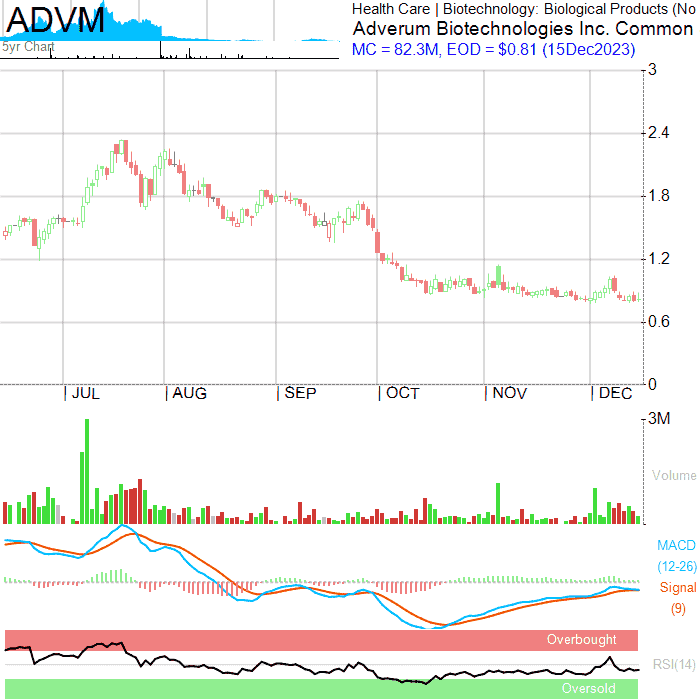 ADVM
Health Care | Biotechnology: Biological Products (No
Adverum Biotechnologies Inc. Common
5yr Chart
MC = 82.3M, EOD = $0.81 (15Dec2023)
3
2.4
1.8
1.2
0.6
0
| JUL | AUG | SEP | OCT | NOV | DEC
3M
Volume
MACD
(12-26)
Signal
(9)
Overbought
RSI(14)
Oversold